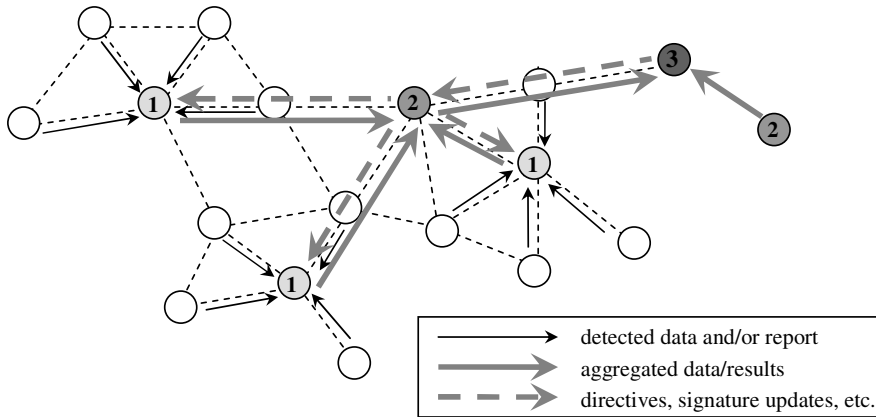 3
1
2
2
1
1
detected data and/or report
aggregated data/results
directives, signature updates, etc.